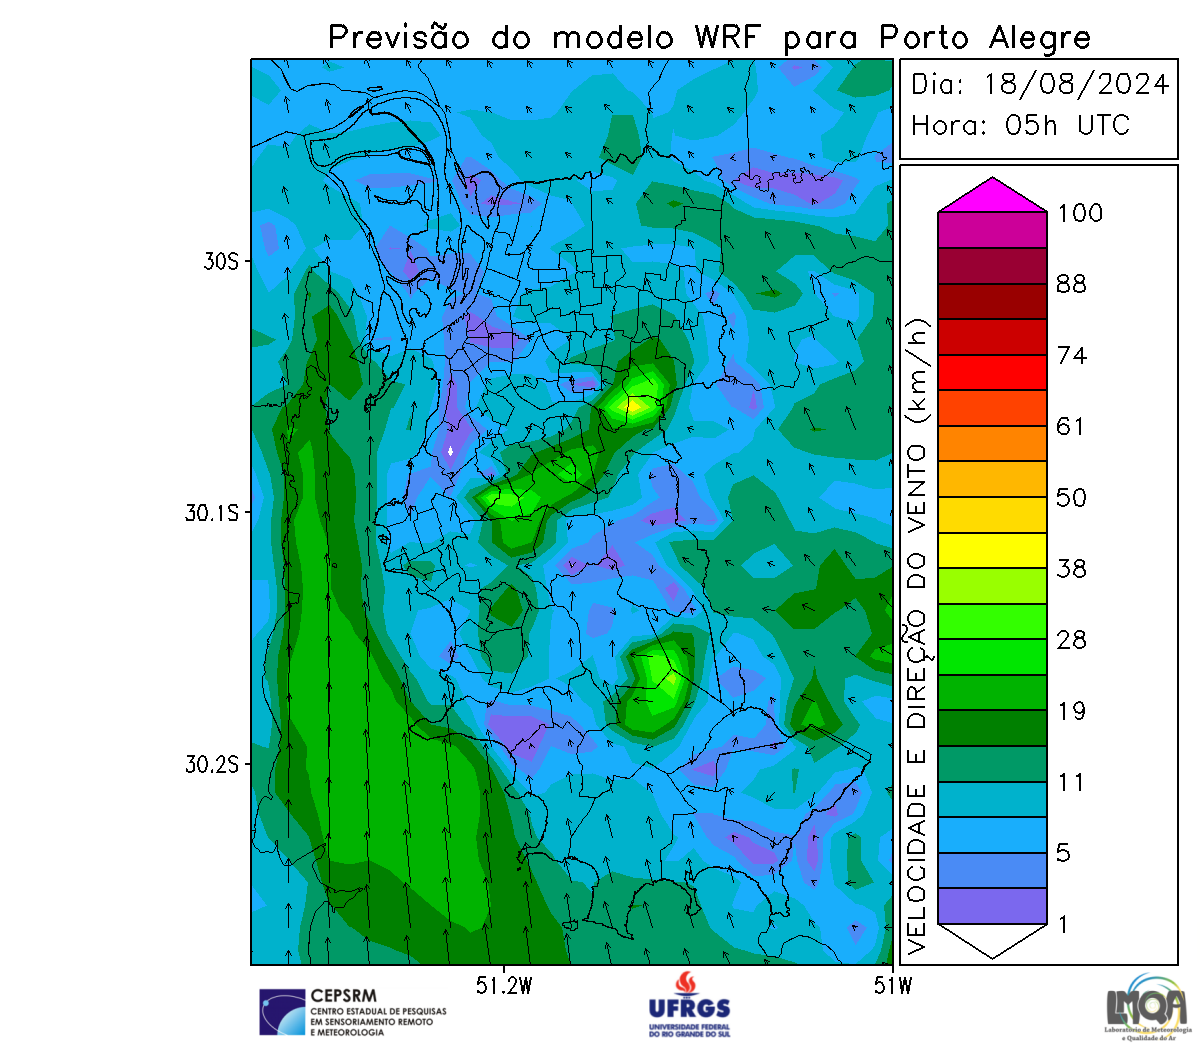 Previsão do modelo WRF para Porto Alegre
Dia: 18/08/2024
Hora: 05h UTC
30S
30.1S
30.2S
51.2W
51W
VELOCIDADE E DIREÇÃO DO VENTO (km/h)
100
88
74
61
50
38
28
19
11
5
1
CEPSRM
CENTRO ESTADUAL DE PESQUISAS
EM SENSORIAMENTO REMOTO
E METEOROLOGIA
UFRGS
UNIVERSIDADE FEDERAL
DO RIO GRANDE DO SUL
LMQA
Laboratório de Meteorologia
e Qualidade do Ar